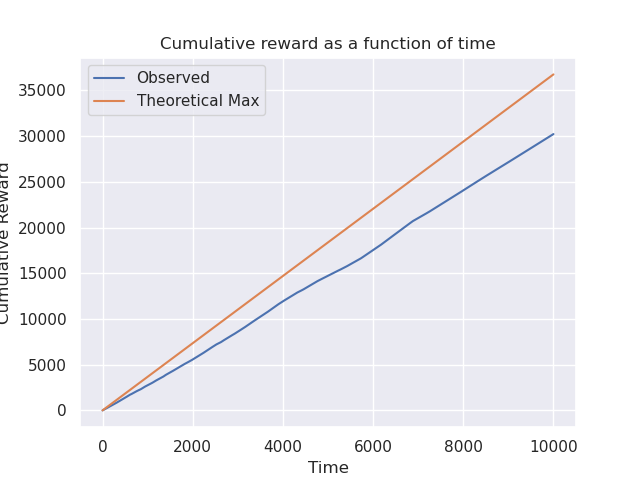 Cumulative reward as a function of time
Observed
Theoretical Max
35000
30000
25000
20000
15000
10000
5000
0
Cumulative Reward
0 2000 4000 6000 8000 10000
Time